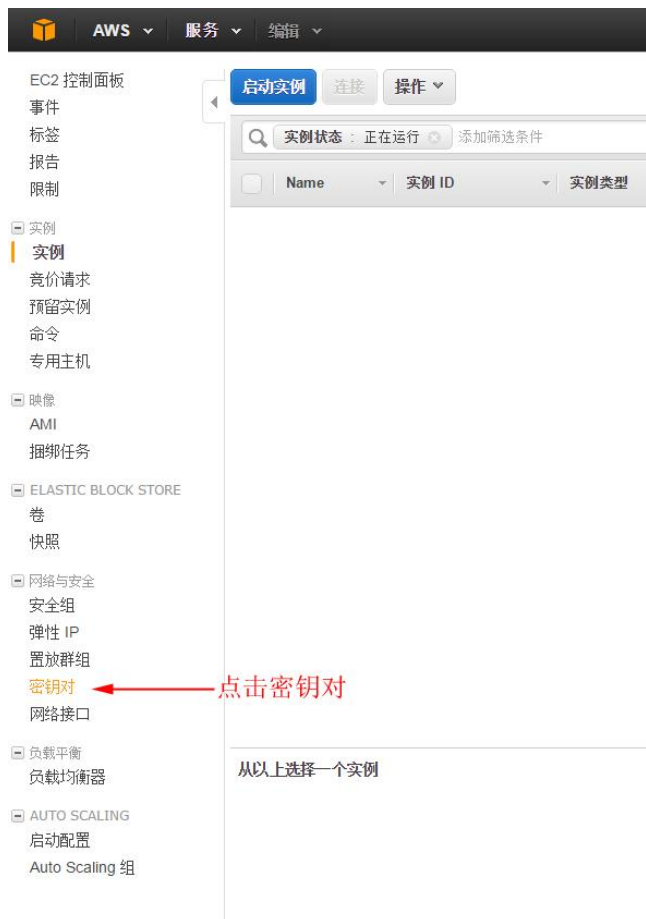 AWS 服务 编辑
EC2 控制面板
事件
标签
报告
限制
实例
实例
竞价请求
预留实例
命令
专用主机
映像
AMI
捆绑任务
ELASTIC BLOCK STORE
卷
快照
网络与安全
安全组
弹性 IP
置放群组
密钥对
网络接口
负载平衡
负载均衡器
AUTO SCALING
启动配置
Auto Scaling 组
启动实例 连接 操作
实例状态 : 正在运行 添加筛选条件
Name 实例 ID 实例类型
点击密钥对
从以上选择一个实例